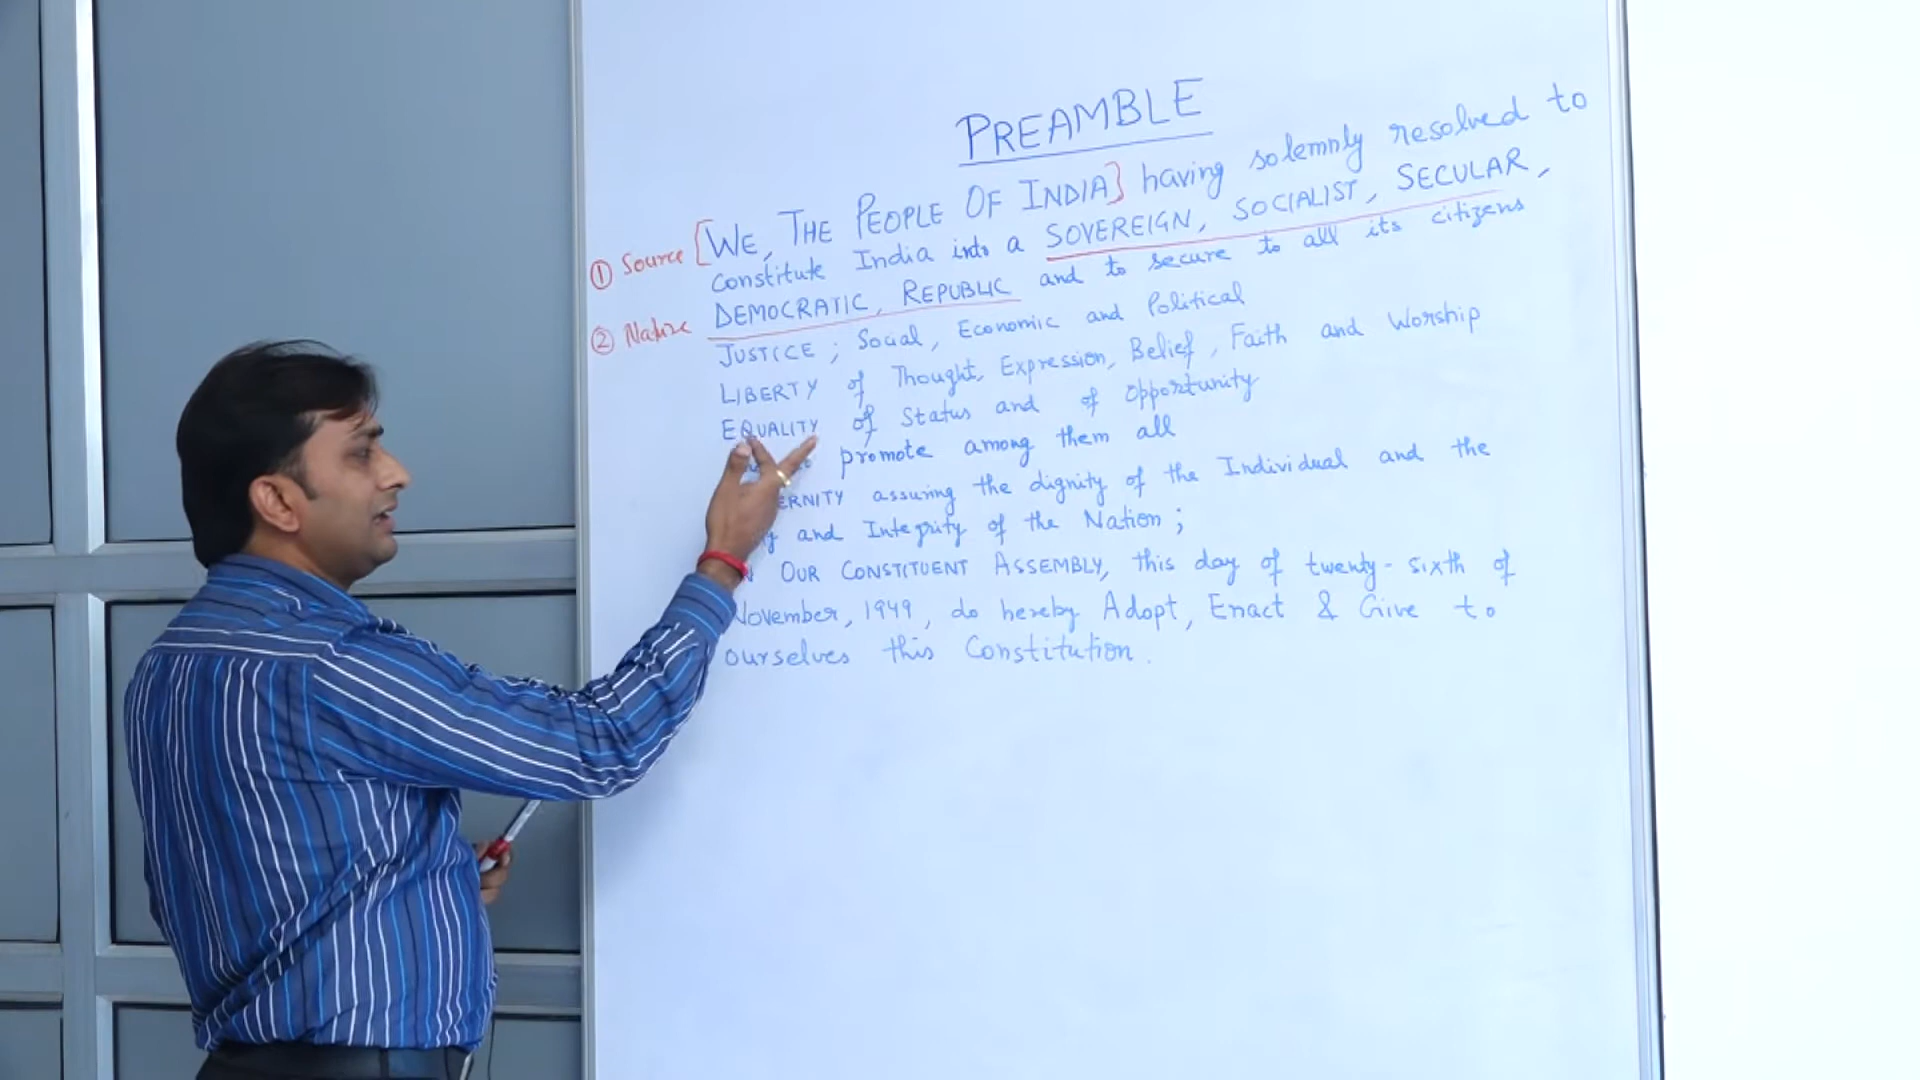 PREAMBLE
① Source [WE, THE PEOPLE OF INDIA] having solemnly resolved to
constitute India into a SOVEREIGN, SOCIALIST, SECULAR,
② Nature DEMOCRATIC, REPUBLIC and to secure to all its citizens
JUSTICE; Social, Economic and Political
LIBERTY of Thought, Expression, Belief, Faith and Worship
EQUALITY of Status and of Opportunity
promote among them all
ERNITY assuring the dignity of the Individual and the
and Integrity of the Nation;
OUR CONSTITUENT ASSEMBLY, this day of twenty-sixth of
November, 1949, do hereby Adopt, Enact & Give to
ourselves this Constitution.